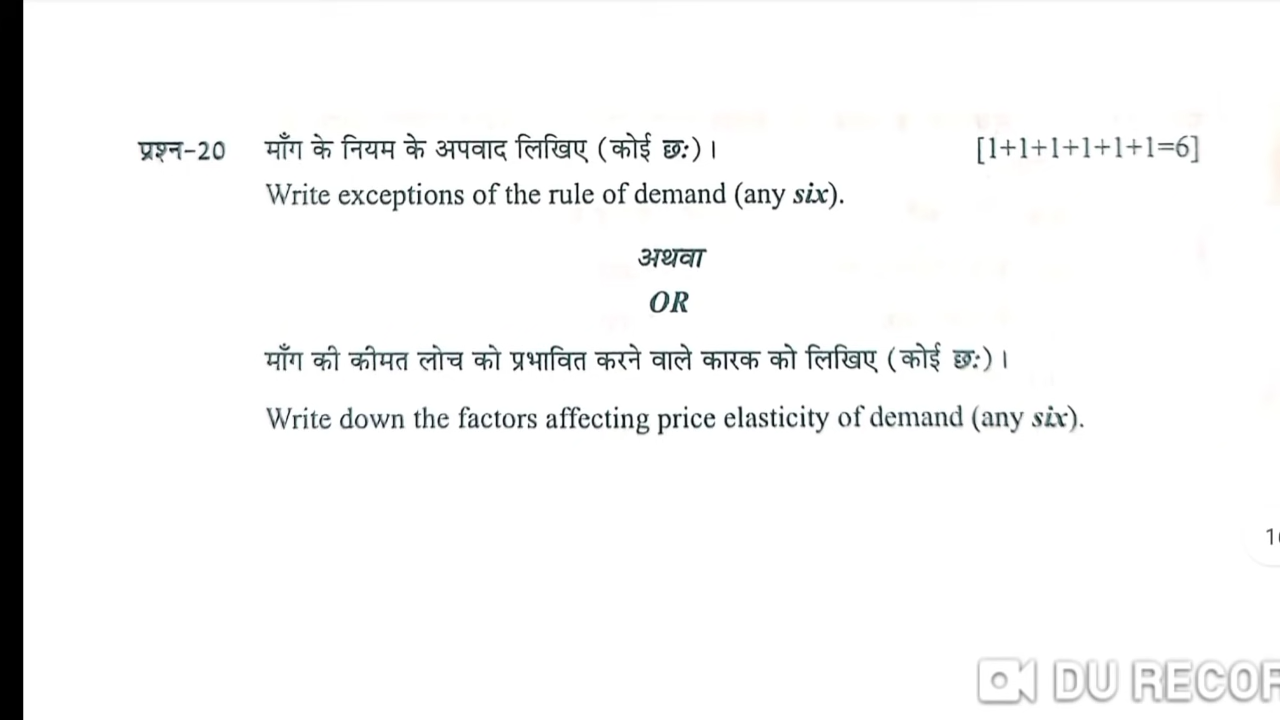 प्रश्न-20 माँग के नियम के अपवाद लिखिए (कोई छः)। [1+1+1+1+1+1=6]
Write exceptions of the rule of demand (any six).
अथवा
OR
माँग की कीमत लोच को प्रभावित करने वाले कारक को लिखिए (कोई छः)।
Write down the factors affecting price elasticity of demand (any six).
DU RECOR